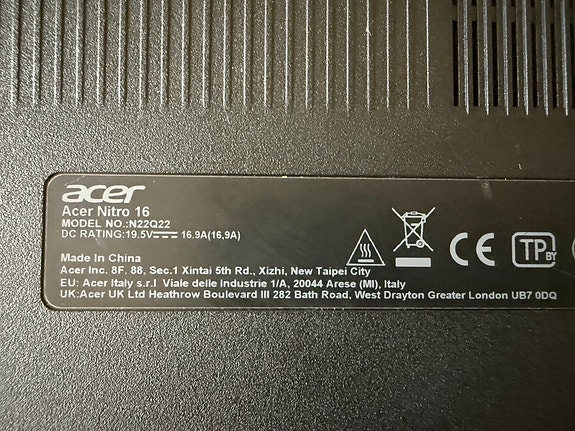 acer
Acer Nitro 16
MODEL NO.:N22Q22
DC RATING:19.5V⎓ 16.9A(16,9A)
Made In China
Acer Inc. 8F. 88, Sec.1 Xintai 5th Rd., Xizhi, New Taipei City
EU: Acer Italy s.r.l Viale delle Industrie 1/A, 20044 Arese (MI), Italy
UK:Acer UK Ltd Heathrow Boulevard III 282 Bath Road, West Drayton Greater London UB7 0DQ
CE
TP BY